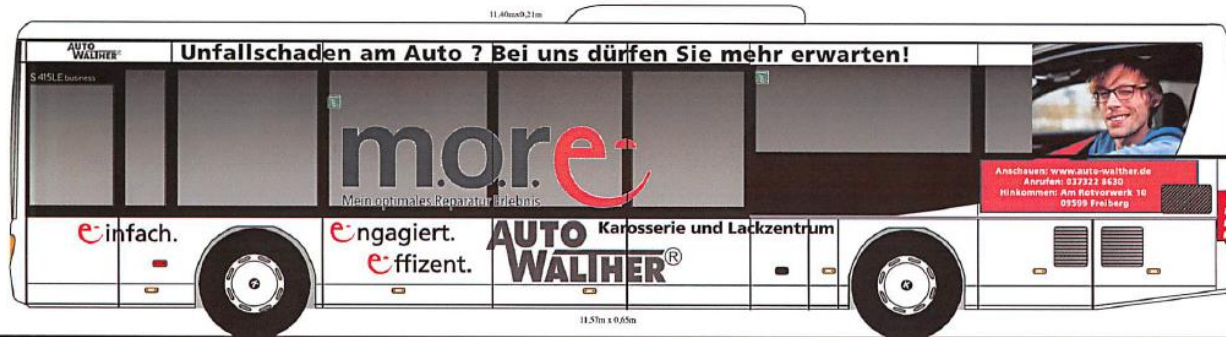 11.40mx0,21m
AUTO WALTHER®
Unfallschaden am Auto ? Bei uns dürfen Sie mehr erwarten!
S 415LE business
m.o.r.e
Mein optimales Reparatur Erlebnis
Anschauen: www.auto-walther.de
Anrufen: 037322 8630
Hinkommen: Am Rotvorwerk 10
09599 Freiberg
einfach.
engagiert.
effizent.
AUTO WALTHER®
Karosserie und Lackzentrum
11.57m x 0,65m